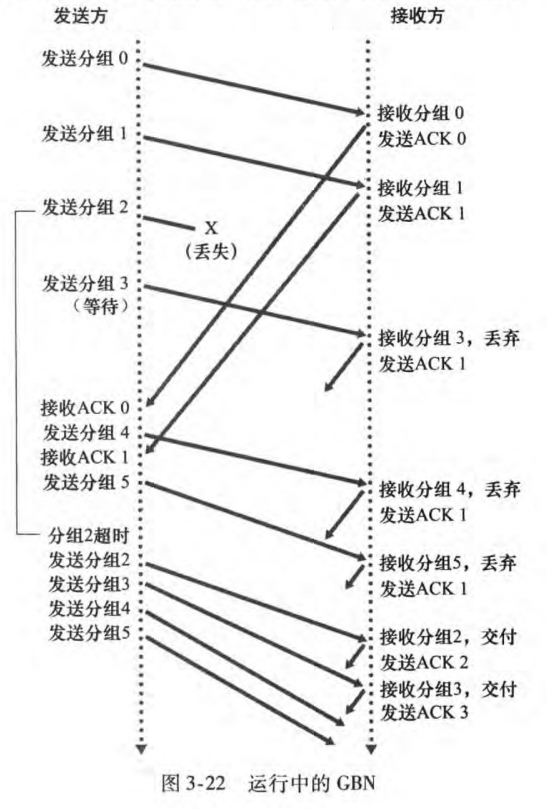 发送方
接收方
发送分组 0
接收分组 0
发送ACK 0
发送分组 1
接收分组 1
发送ACK 1
发送分组 2
X
(丢失)
发送分组 3
（等待）
接收分组 3，丢弃
发送ACK 1
接收ACK 0
发送分组 4
接收ACK 1
发送分组 5
接收分组 4，丢弃
发送ACK 1
分组2超时
发送分组2
发送分组3
发送分组4
发送分组5
接收分组5，丢弃
发送ACK 1
接收分组2，交付
发送ACK 2
接收分组3，交付
发送ACK 3
图 3-22 运行中的 GBN